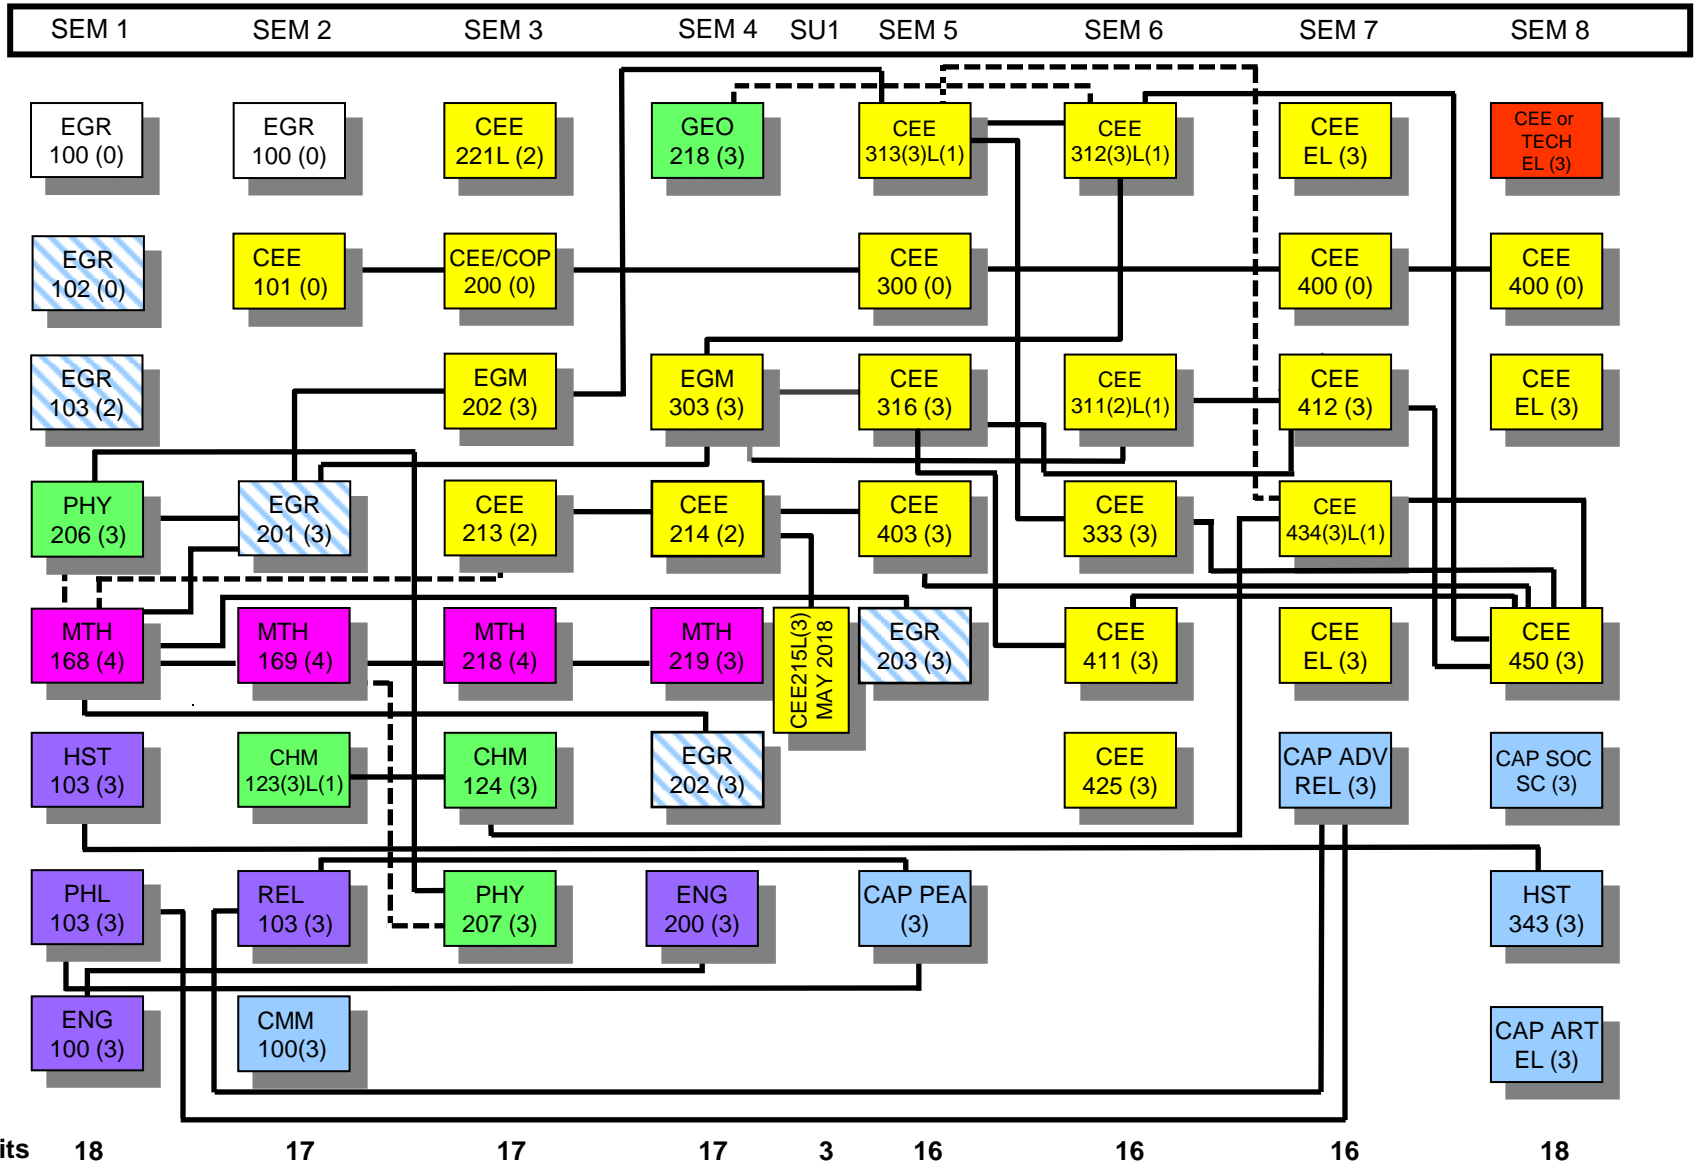 SEM 1 SEM 2 SEM 3 SEM 4 SU1 SEM 5 SEM 6 SEM 7 SEM 8
EGR
100 (0)
EGR
100 (0)
CEE
221L (2)
GEO
218 (3)
CEE
313(3)L(1)
CEE
312(3)L(1)
CEE
EL (3)
CEE or
TECH
EL (3)
EGR
102 (0)
CEE
101 (0)
CEE/COP
200 (0)
CEE
300 (0)
CEE
400 (0)
CEE
400 (0)
EGR
103 (2)
EGM
202 (3)
EGM
303 (3)
CEE
316 (3)
CEE
311(2)L(1)
CEE
412 (3)
CEE
EL (3)
PHY
206 (3)
EGR
201 (3)
CEE
213 (2)
CEE
214 (2)
CEE
403 (3)
CEE
333 (3)
CEE
434(3)L(1)
MTH
168 (4)
MTH
169 (4)
MTH
218 (4)
MTH
219 (3)
CEE215L(3)
MAY 2018
EGR
203 (3)
CEE
411 (3)
CEE
EL (3)
CEE
450 (3)
HST
103 (3)
CHM
123(3)L(1)
CHM
124 (3)
EGR
202 (3)
CEE
425 (3)
CAP ADV
REL (3)
CAP SOC
SC (3)
PHL
103 (3)
REL
103 (3)
PHY
207 (3)
ENG
200 (3)
CAP PEA
(3)
HST
343 (3)
ENG
100 (3)
CMM
100(3)
CAP ART
EL (3)
its 18 17 17 17 3 16 16 16 18